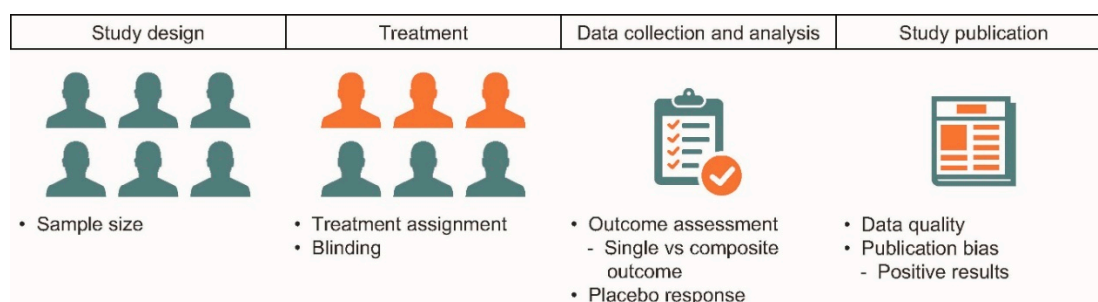 Study design
Treatment
Data collection and analysis
Study publication
• Sample size
• Treatment assignment
• Blinding
• Outcome assessment
- Single vs composite
outcome
• Placebo response
• Data quality
• Publication bias
- Positive results